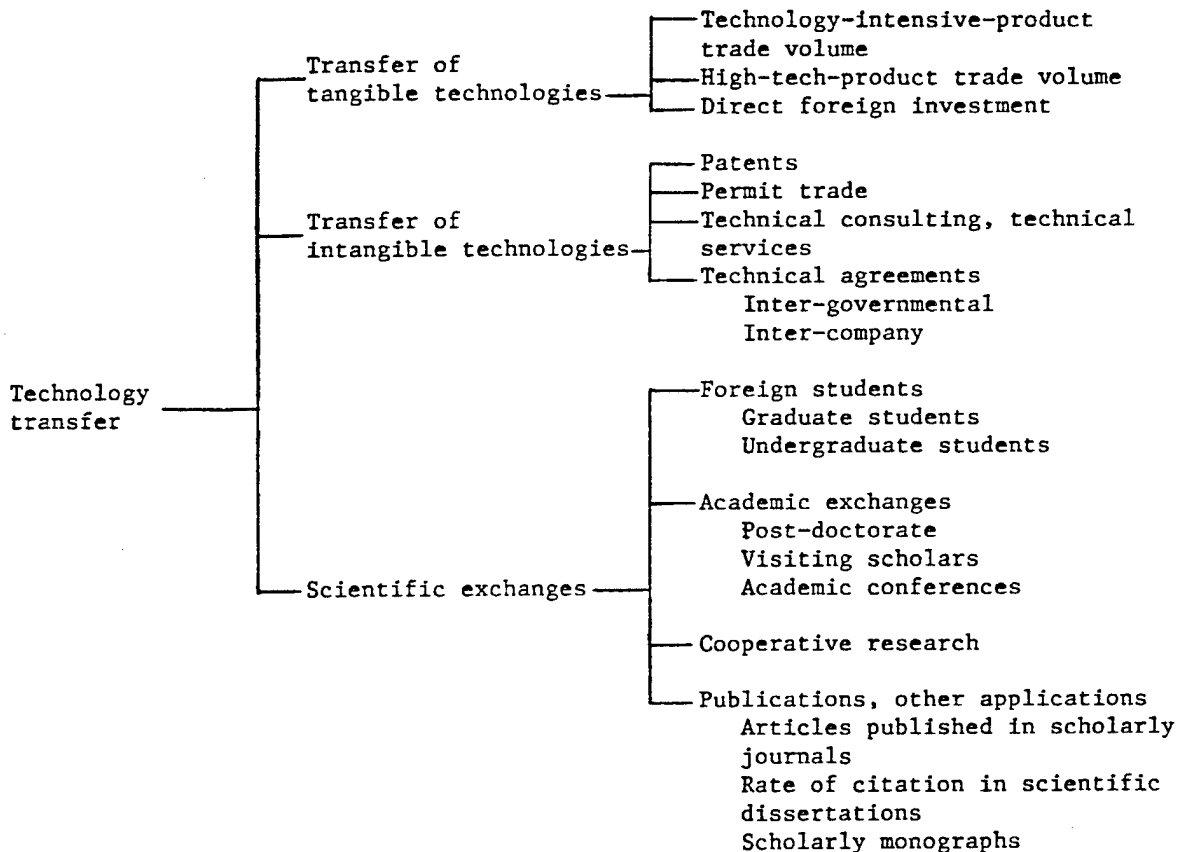 Technology
transfer
Transfer of
tangible technologies
Technology-intensive-product
trade volume
High-tech-product trade volume
Direct foreign investment
Transfer of
intangible technologies
Patents
Permit trade
Technical consulting, technical
services
Technical agreements
Inter-governmental
Inter-company
Scientific exchanges
Foreign students
Graduate students
Undergraduate students
Academic exchanges
Post-doctorate
Visiting scholars
Academic conferences
Cooperative research
Publications, other applications
Articles published in scholarly
journals
Rate of citation in scientific
dissertations
Scholarly monographs